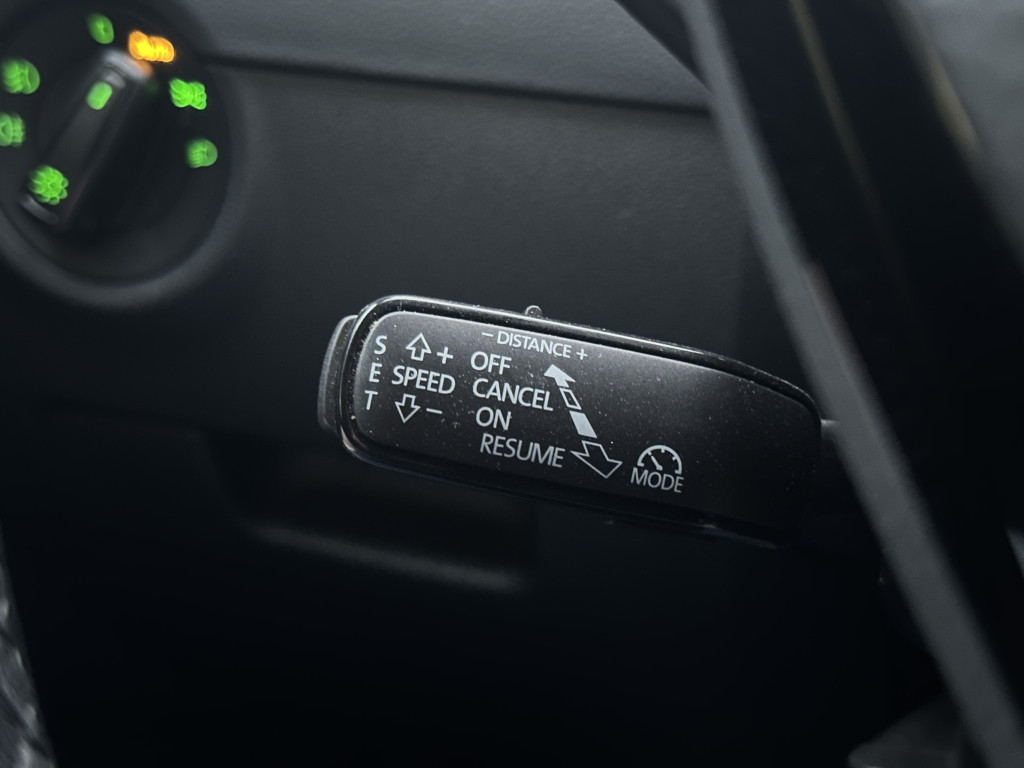 - DISTANCE +
S
E
T
+
SPEED
-
OFF
CANCEL
ON
RESUME
MODE